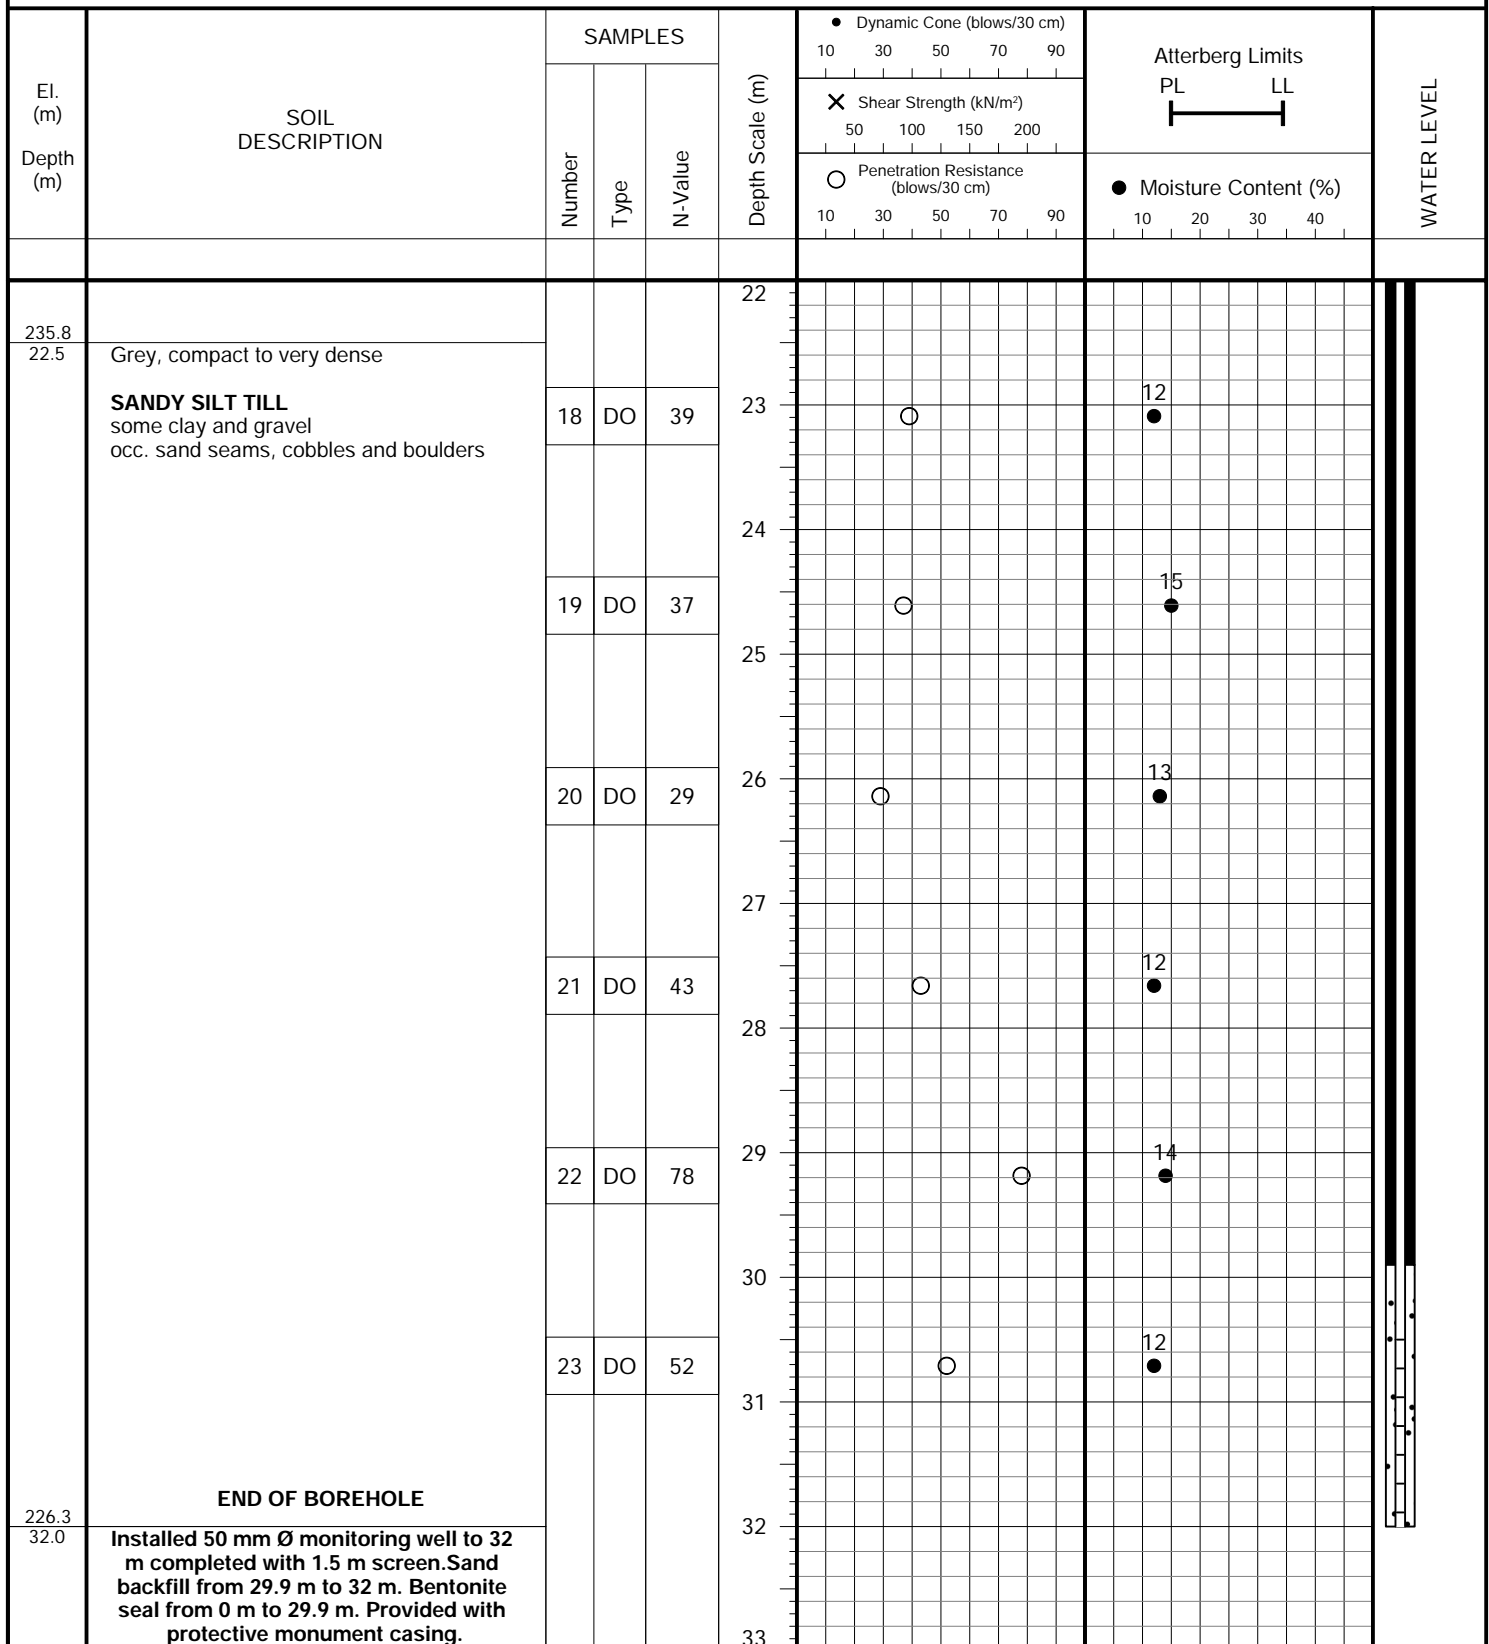 El.
(m)
Depth
(m)
SOIL
DESCRIPTION
SAMPLES
Number
Type
N-Value
Depth Scale (m)
● Dynamic Cone (blows/30 cm)
10 30 50 70 90
✕ Shear Strength (kN/m²)
50 100 150 200
○ Penetration Resistance
(blows/30 cm)
10 30 50 70 90
Atterberg Limits
PL LL
● Moisture Content (%)
10 20 30 40
WATER LEVEL
22
235.8
22.5 Grey, compact to very dense
SANDY SILT TILL
some clay and gravel
occ. sand seams, cobbles and boulders
18 DO 39 23 12
24
19 DO 37 15
25
20 DO 29 26 13
27
21 DO 43 12
28
22 DO 78 29 14
30
23 DO 52 12
31
END OF BOREHOLE
226.3
32.0 32
Installed 50 mm Ø monitoring well to 32
m completed with 1.5 m screen.Sand
backfill from 29.9 m to 32 m. Bentonite
seal from 0 m to 29.9 m. Provided with
protective monument casing.
33